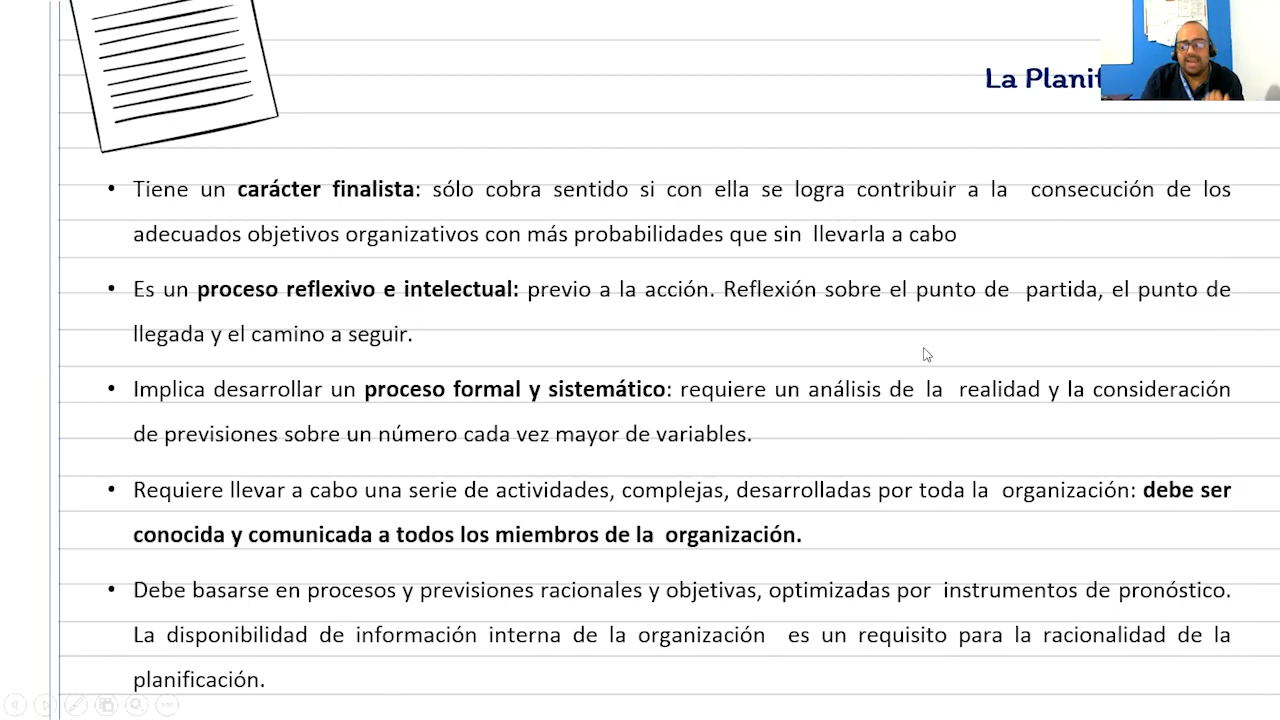 La Planif
• Tiene un carácter finalista: sólo cobra sentido si con ella se logra contribuir a la consecución de los
adecuados objetivos organizativos con más probabilidades que sin llevarla a cabo
• Es un proceso reflexivo e intelectual: previo a la acción. Reflexión sobre el punto de partida, el punto de
llegada y el camino a seguir.
• Implica desarrollar un proceso formal y sistemático: requiere un análisis de la realidad y la consideración
de previsiones sobre un número cada vez mayor de variables.
• Requiere llevar a cabo una serie de actividades, complejas, desarrolladas por toda la organización: debe ser
conocida y comunicada a todos los miembros de la organización.
• Debe basarse en procesos y previsiones racionales y objetivas, optimizadas por instrumentos de pronóstico.
La disponibilidad de información interna de la organización es un requisito para la racionalidad de la
planificación.